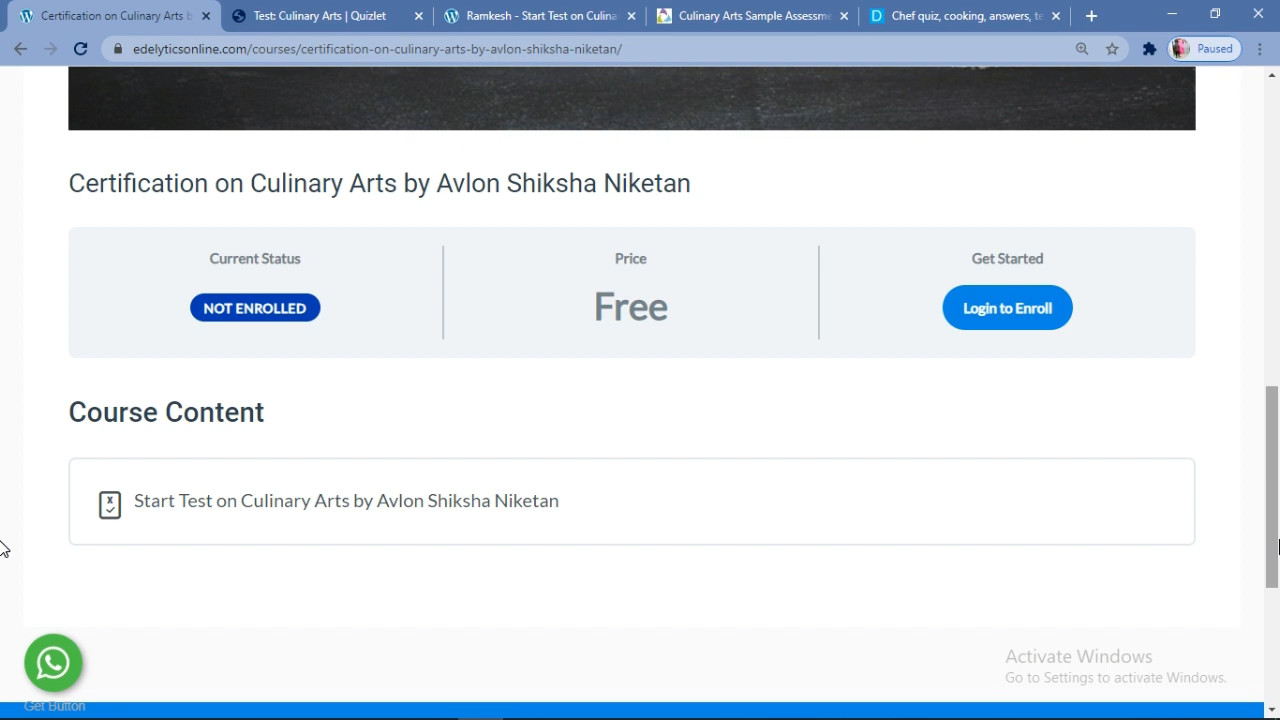 Certification on Culinary Arts b
Test: Culinary Arts | Quizlet
Ramkesh - Start Test on Culina
Culinary Arts Sample Assessme
Chef quiz, cooking, answers, te
edelyticsonline.com/courses/certification-on-culinary-arts-by-avlon-shiksha-niketan/
Paused
Certification on Culinary Arts by Avlon Shiksha Niketan
Current Status
Price
Get Started
NOT ENROLLED
Free
Login to Enroll
Course Content
Start Test on Culinary Arts by Avlon Shiksha Niketan
Activate Windows
Go to Settings to activate Windows.
Get Button